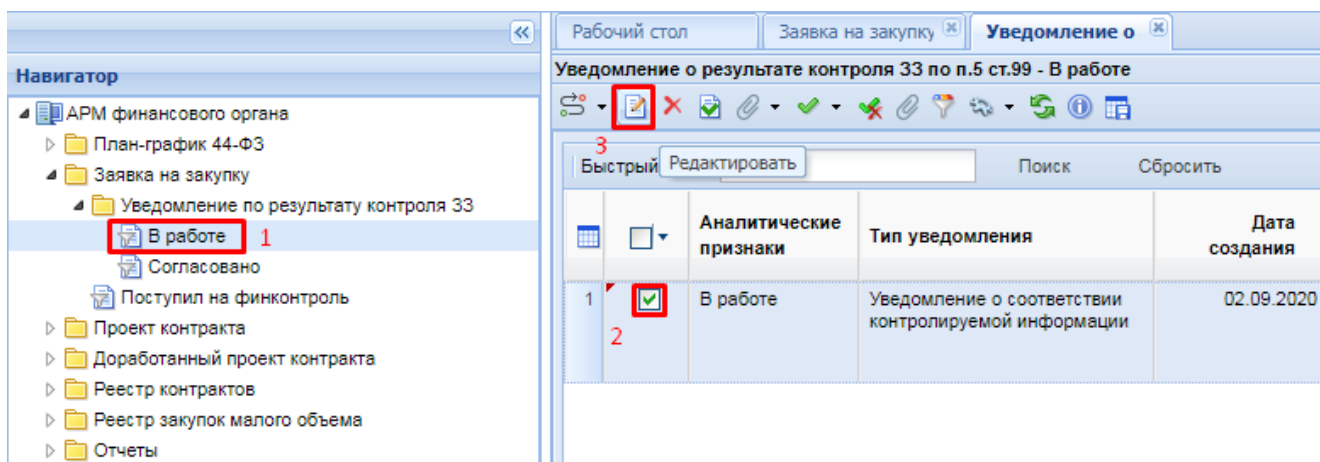 Рабочий стол
Заявка на закупку
Уведомление о
Навигатор
Уведомление о результате контроля ЗЗ по п.5 ст.99 - В работе
АРМ финансового органа
План-график 44-ФЗ
Заявка на закупку
Уведомление по результату контроля ЗЗ
В работе 1
Согласовано
Поступил на финконтроль
Проект контракта
Доработанный проект контракта
Реестр контрактов
Реестр закупок малого объема
Отчеты
3
Быстрый
Редактировать
Поиск
Сбросить
Аналитические признаки
Тип уведомления
Дата создания
1
В работе
Уведомление о соответствии
контролируемой информации
02.09.2020
2